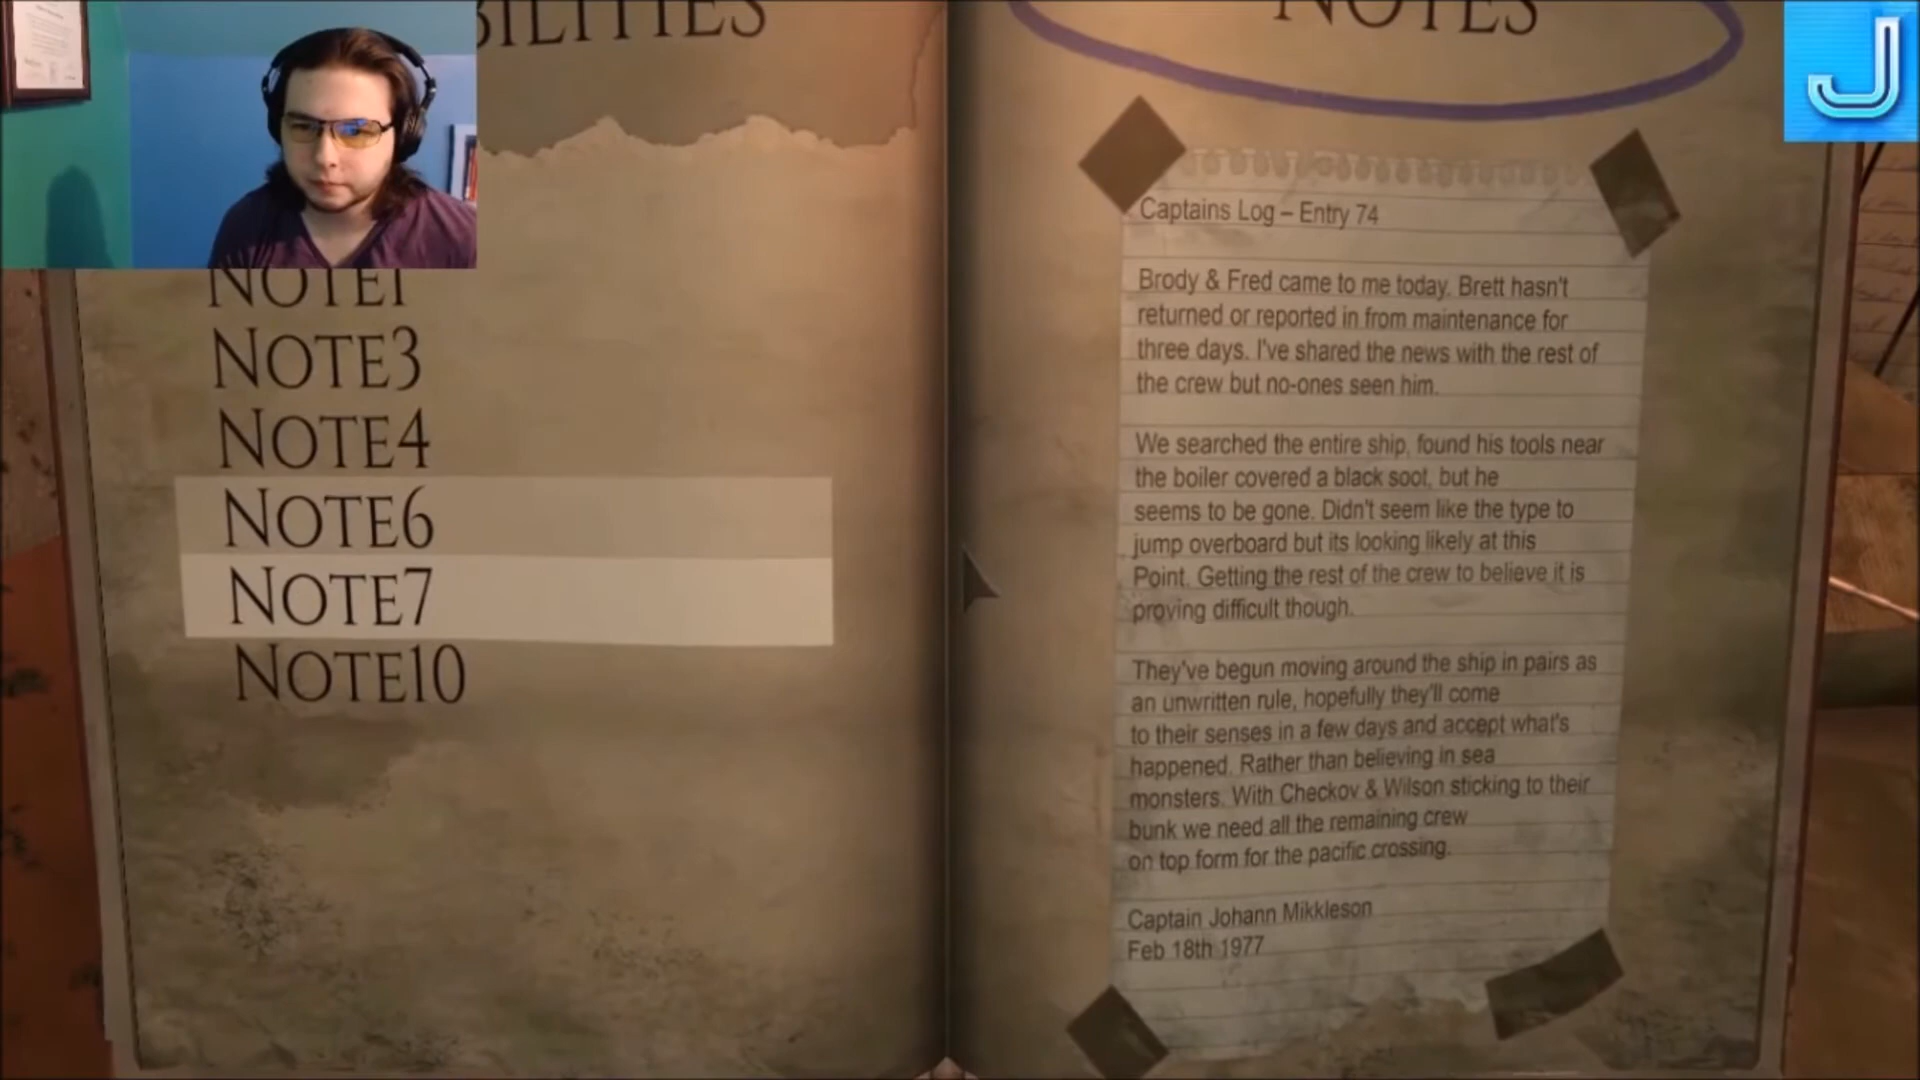 BILITIES
NOTES
J
NOTE1
NOTE3
NOTE4
NOTE6
NOTE7
NOTE10
Captains Log – Entry 74
Brody & Fred came to me today. Brett hasn't
returned or reported in from maintenance for
three days. I've shared the news with the rest of
the crew but no-ones seen him.
We searched the entire ship, found his tools near
the boiler covered a black soot, but he
seems to be gone. Didn't seem like the type to
jump overboard but its looking likely at this
Point. Getting the rest of the crew to believe it is
proving difficult though.
They've begun moving around the ship in pairs as
an unwritten rule, hopefully they'll come
to their senses in a few days and accept what's
happened. Rather than believing in sea
monsters. With Checkov & Wilson sticking to their
bunk we need all the remaining crew
on top form for the pacific crossing.
Captain Johann Mikkleson
Feb 18th 1977